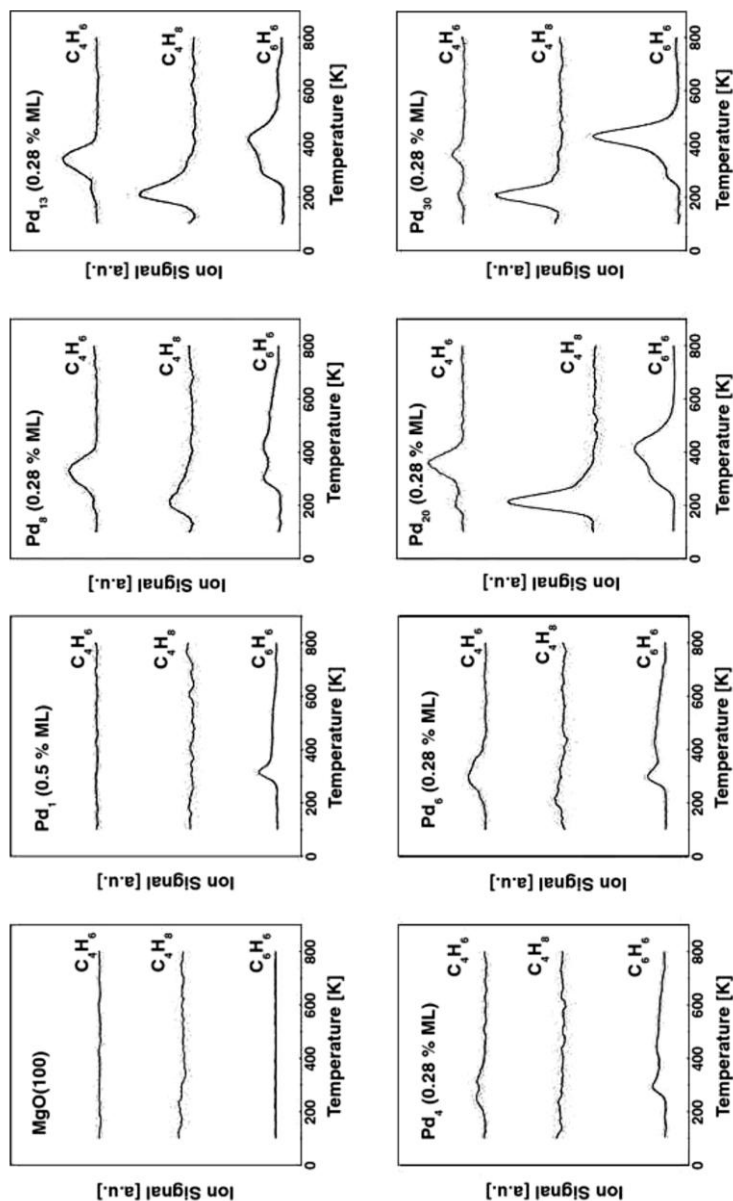 MgO(100)
C₄H₆
C₄H₈
C₆H₆
Ion Signal [a.u.]
0 200 400 600 800
Temperature [K]
Pd₁ (0.5 % ML)
C₄H₆
C₄H₈
C₆H₆
Ion Signal [a.u.]
0 200 400 600 800
Temperature [K]
Pd₈ (0.28 % ML)
C₄H₆
C₄H₈
C₆H₆
Ion Signal [a.u.]
0 200 400 600 800
Temperature [K]
Pd₁₃ (0.28 % ML)
C₄H₆
C₄H₈
C₆H₆
Ion Signal [a.u.]
0 200 400 600 800
Temperature [K]
Pd₄ (0.28 % ML)
C₄H₆
C₄H₈
C₆H₆
Ion Signal [a.u.]
0 200 400 600 800
Temperature [K]
Pd₆ (0.28 % ML)
C₄H₆
C₄H₈
C₆H₆
Ion Signal [a.u.]
0 200 400 600 800
Temperature [K]
Pd₂₀ (0.28 % ML)
C₄H₆
C₄H₈
C₆H₆
Ion Signal [a.u.]
0 200 400 600 800
Temperature [K]
Pd₃₀ (0.28 % ML)
C₄H₆
C₄H₈
C₆H₆
Ion Signal [a.u.]
0 200 400 600 800
Temperature [K]